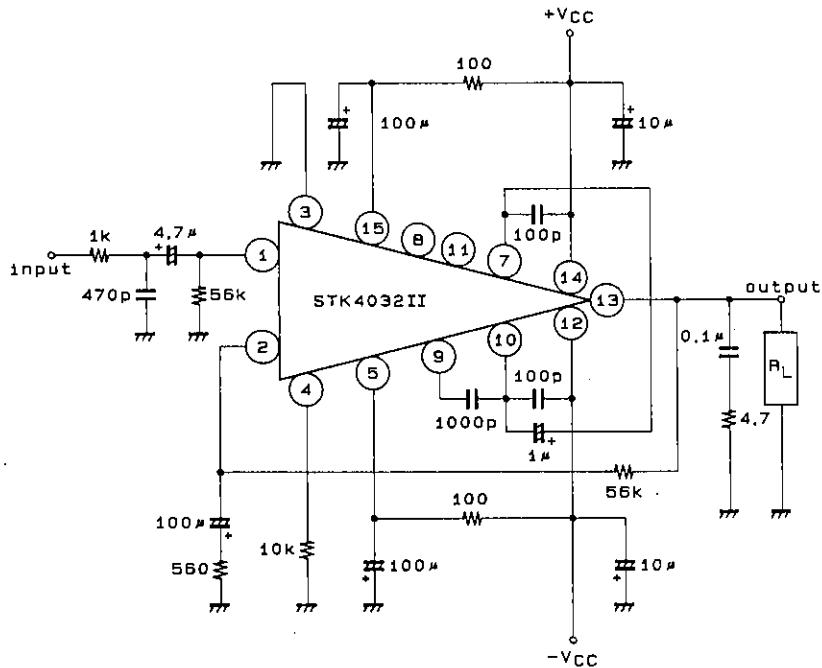 +VCC
100
100µ
10µ
3
15
8
11
7
100p
14
1k
4.7µ
input
1
470p
56k
STK4032II
13
output
12
2
10
9
0.1µ
RL
4
5
100p
1000p
4.7
1µ
56k
100µ
100
10k
560
100µ
10µ
-VCC